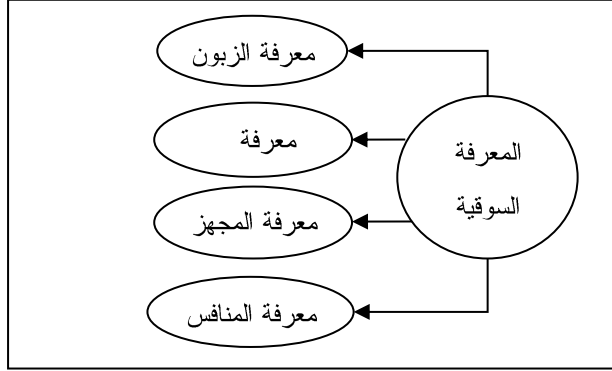 المعرفة
السوقية
معرفة الزبون
معرفة
معرفة المجهز
معرفة المنافس